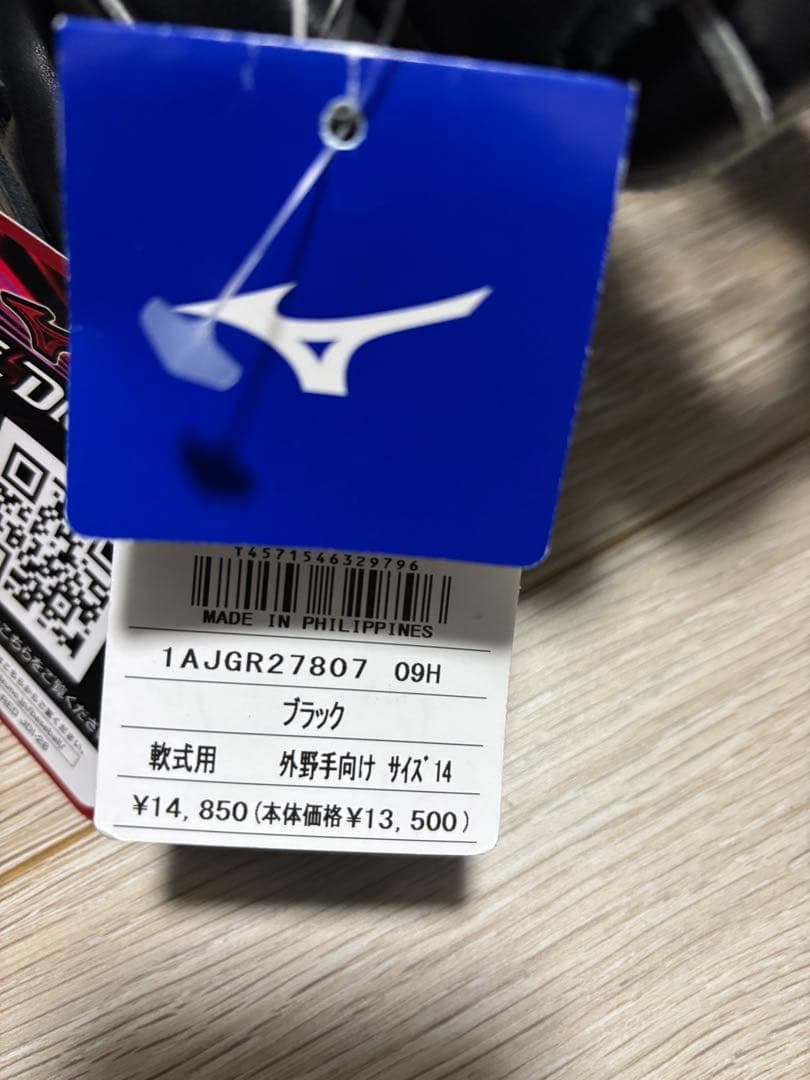 T4571546329796
MADE IN PHILIPPINES
1AJGR27807 09H
ブラック
軟式用 外野手向け サイズ14
¥14,850(本体価格¥13,500)